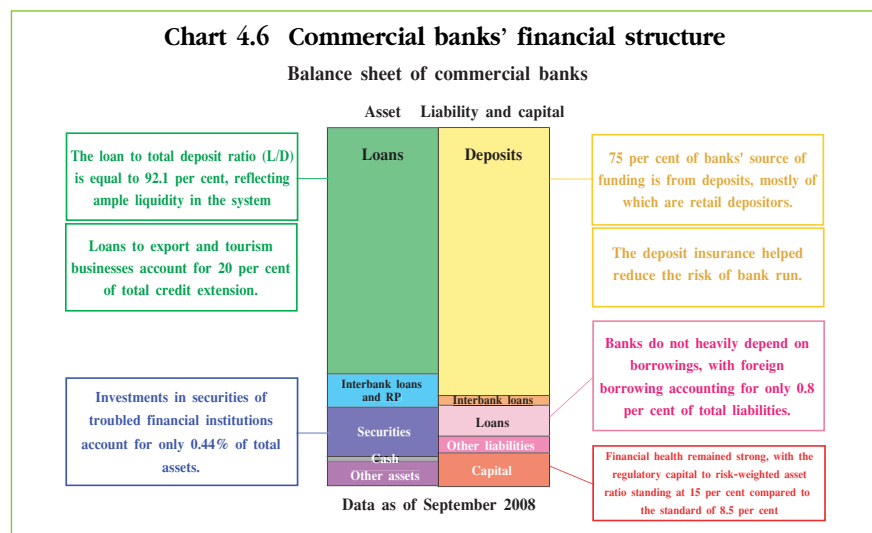 Chart 4.6 Commercial banks' financial structure
Balance sheet of commercial banks
Asset Liability and capital
The loan to total deposit ratio (L/D)
is equal to 92.1 per cent, reflecting
ample liquidity in the system
Loans to export and tourism
businesses account for 20 per cent
of total credit extension.
Investments in securities of
troubled financial institutions
account for only 0.44% of total
assets.
Loans
Interbank loans
and RP
Securities
Cash
Other assets
Deposits
Interbank loans
Loans
Other liabilities
Capital
75 per cent of banks' source of
funding is from deposits, mostly of
which are retail depositors.
The deposit insurance helped
reduce the risk of bank run.
Banks do not heavily depend on
borrowings, with foreign
borrowing accounting for only 0.8
per cent of total liabilities.
Financial health remained strong, with the
regulatory capital to risk-weighted asset
ratio standing at 15 per cent compared to
the standard of 8.5 per cent
Data as of September 2008